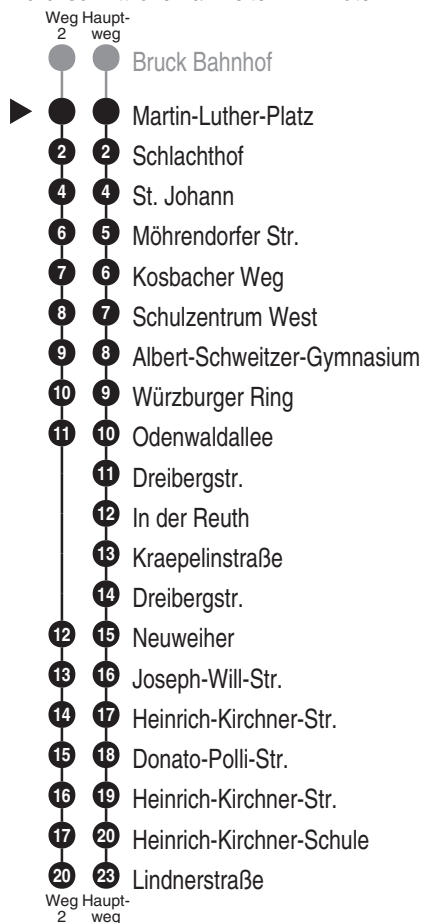 Weg Haupt-
2 weg
Bruck Bahnhof
Martin-Luther-Platz
2 2 Schlachthof
4 4 St. Johann
6 5 Möhrendorfer Str.
7 6 Kosbacher Weg
8 7 Schulzentrum West
9 8 Albert-Schweitzer-Gymnasium
10 9 Würzburger Ring
11 10 Odenwaldallee
11 Dreibergstr.
12 In der Reuth
13 Kraepelinstraße
14 Dreibergstr.
12 15 Neuweiher
13 16 Joseph-Will-Str.
14 17 Heinrich-Kirchner-Str.
15 18 Donato-Polli-Str.
16 19 Heinrich-Kirchner-Str.
17 20 Heinrich-Kirchner-Schule
20 23 Lindnerstraße
Weg Haupt-
2 weg